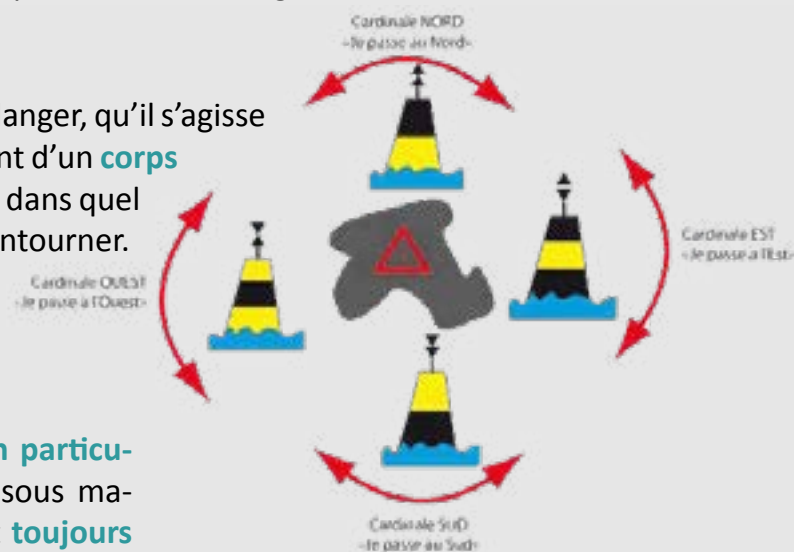 Cardinale NORD
«Je passe au Nord»
anger, qu'il s'agisse
nt d'un corps
dans quel
ntourner.
Cardinale EST
«Je passe à l'Est»
Cardinale OUEST
«Je passe à l'Ouest»
n particu-
sous ma-
toujours
Cardinale SUD
«Je passe au Sud»